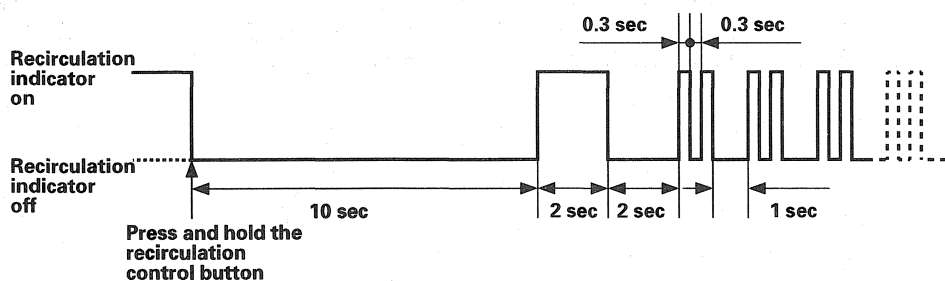 0.3 sec
0.3 sec
Recirculation
indicator
on
Recirculation
indicator
off
10 sec
2 sec
2 sec
1 sec
Press and hold the
recirculation
control button